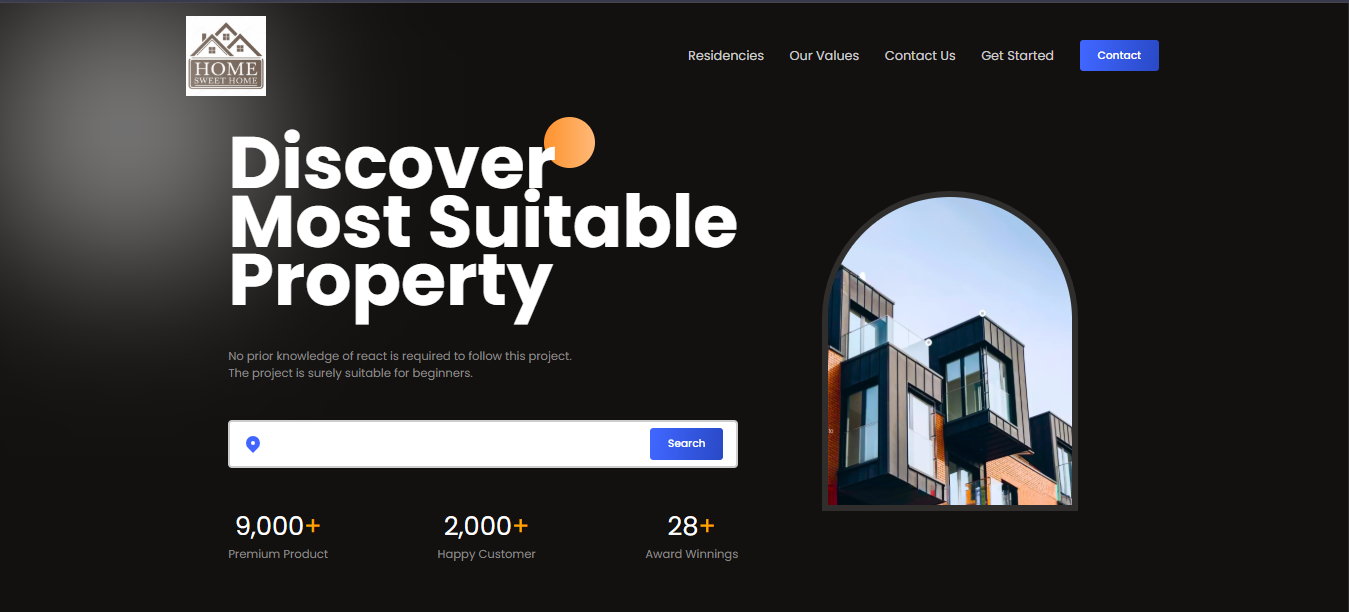 HOME
SWEET HOME
Residencies
Our Values
Contact Us
Get Started
Contact
Discover
Most Suitable
Property
No prior knowledge of react is required to follow this project.
The project is surely suitable for beginners.
Search
9,000+
2,000+
28+
Premium Product
Happy Customer
Award Winnings